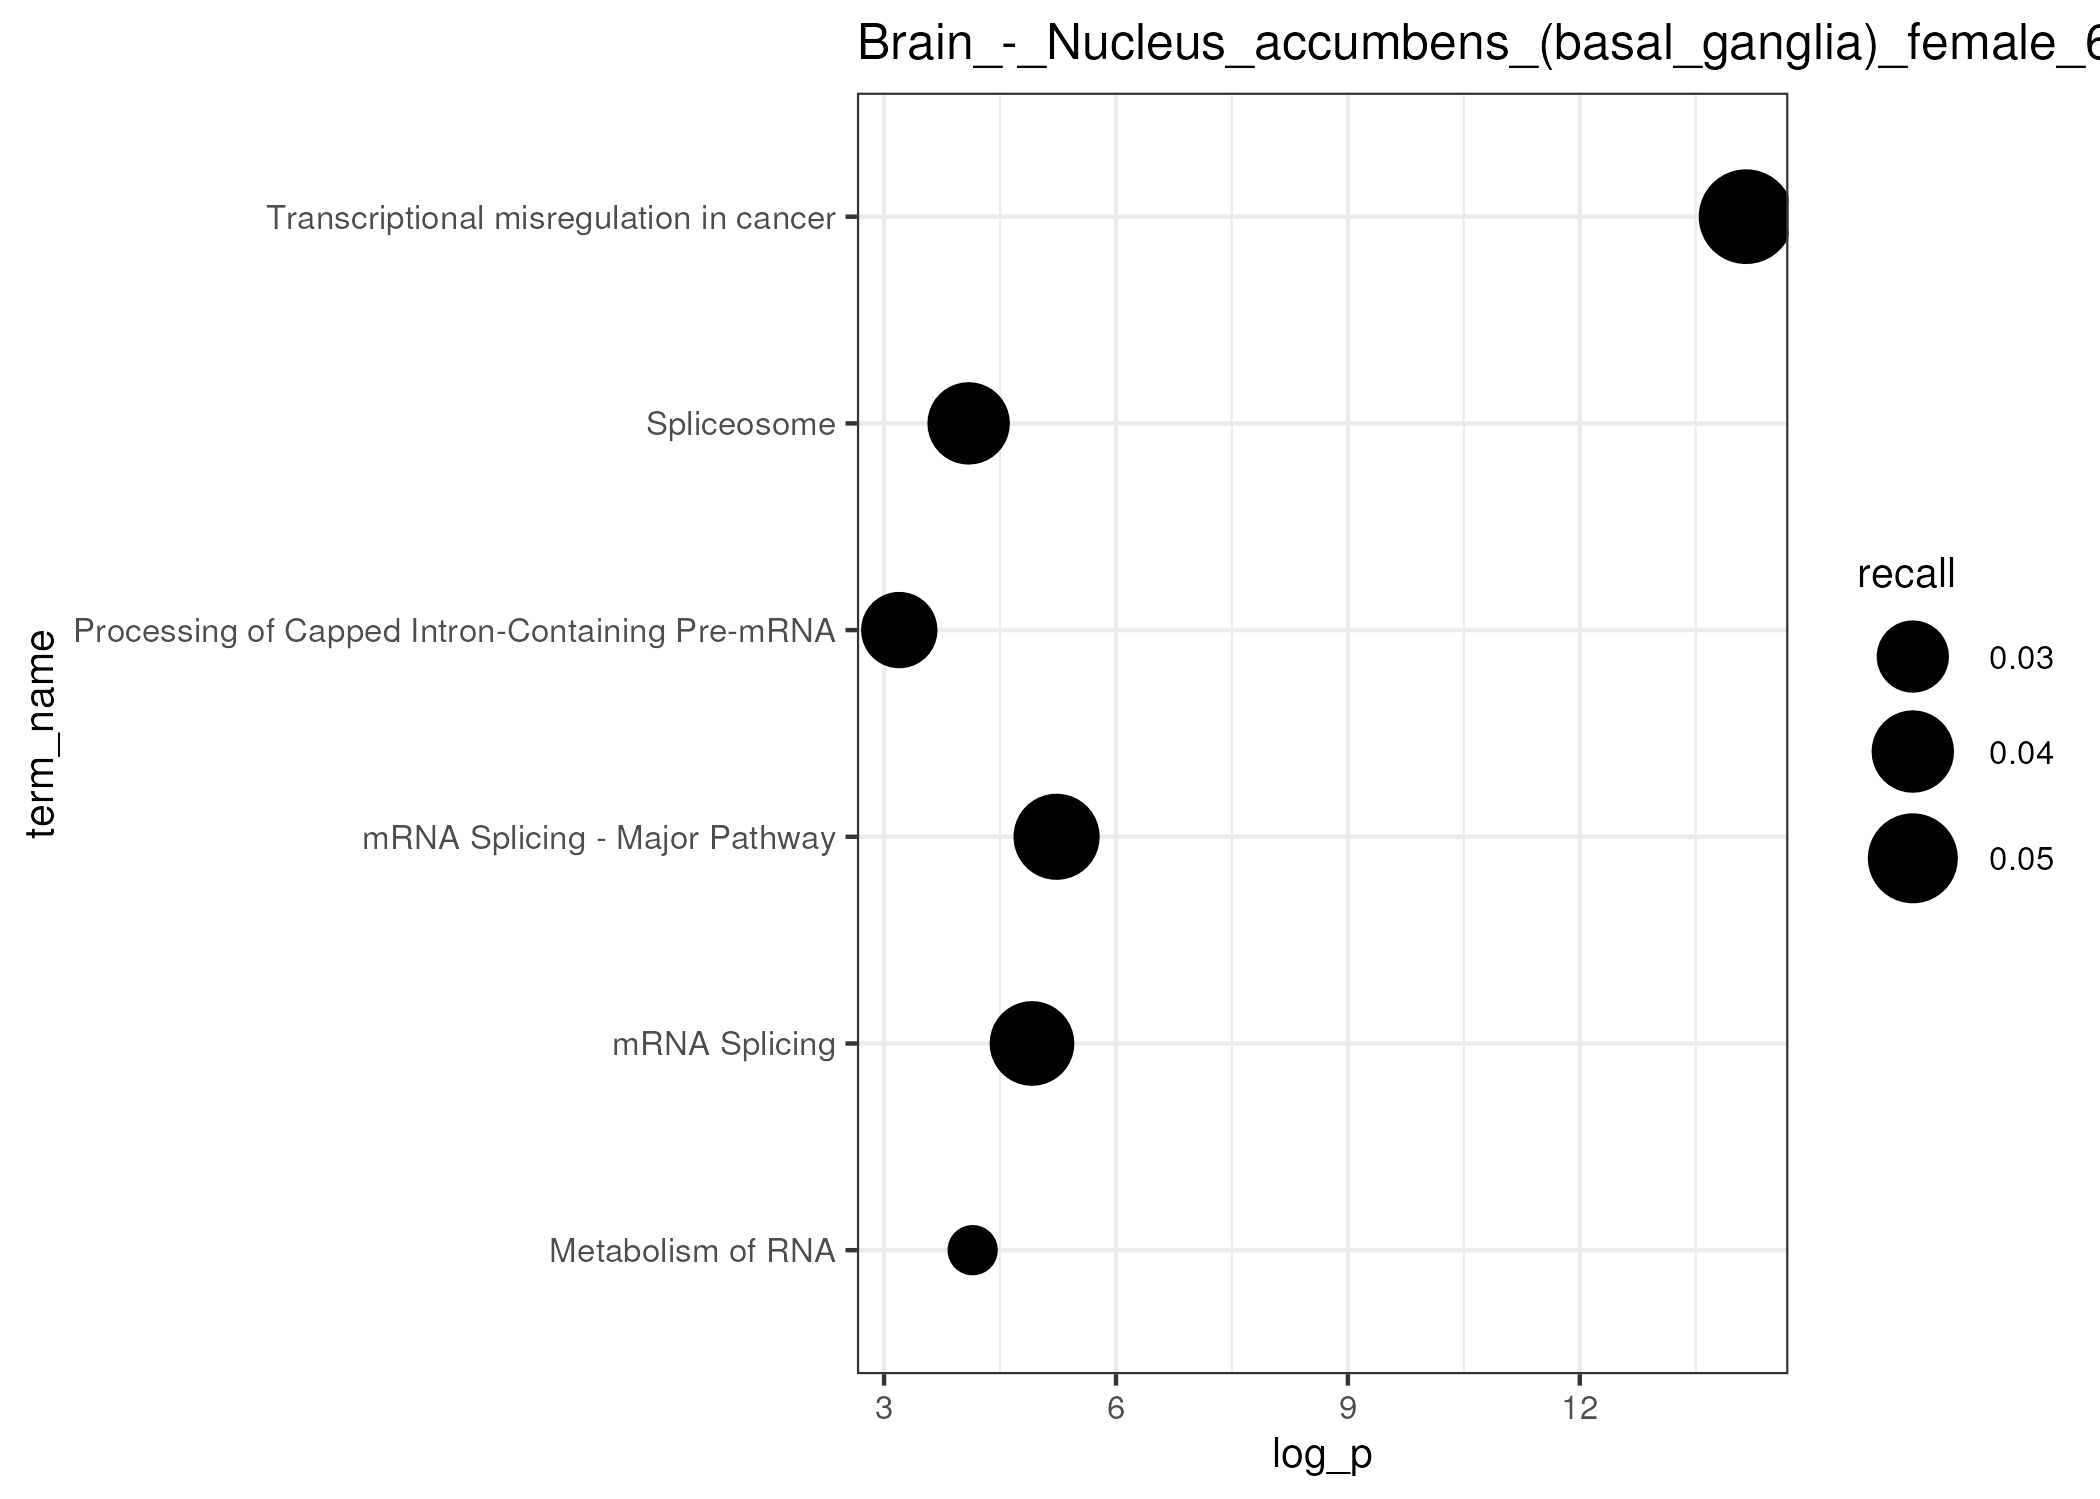 Brain_-_Nucleus_accumbens_(basal_ganglia)_female_6
term_name
Transcriptional misregulation in cancer
Spliceosome
Processing of Capped Intron-Containing Pre-mRNA
mRNA Splicing - Major Pathway
mRNA Splicing
Metabolism of RNA
3 6 9 12
log_p
recall
0.03
0.04
0.05